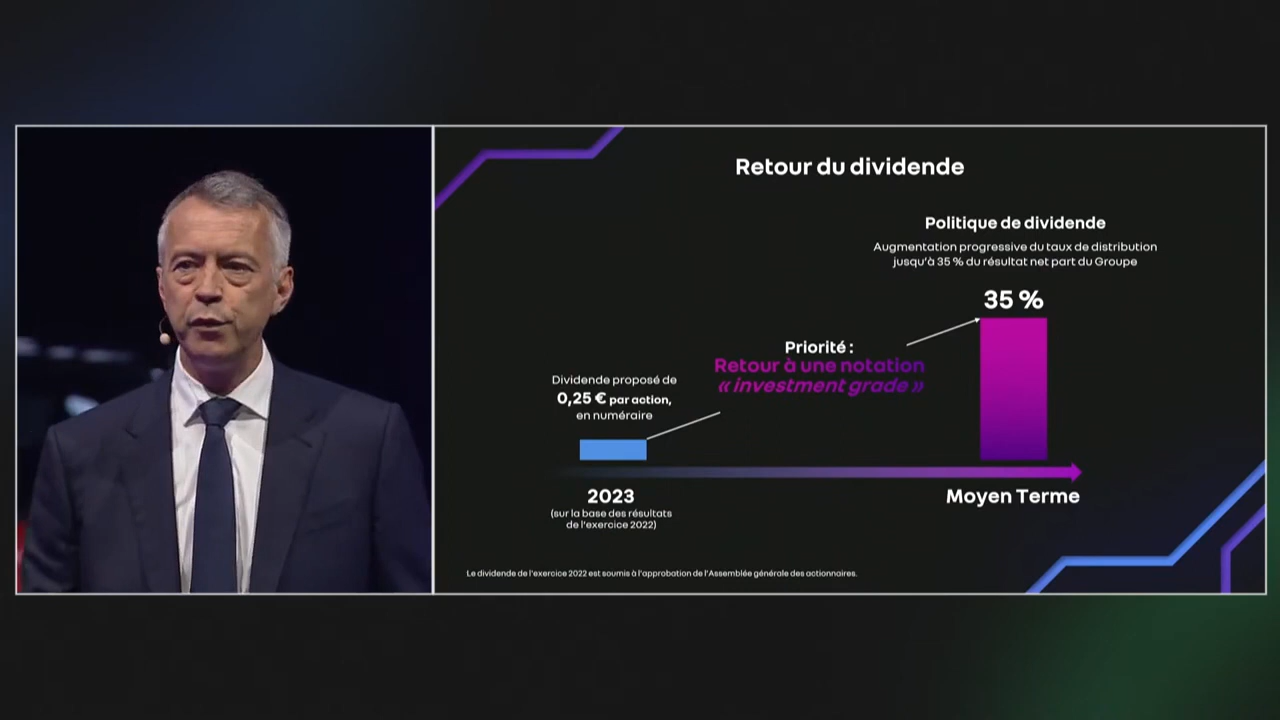 Retour du dividende
Politique de dividende
Augmentation progressive du taux de distribution
jusqu'à 35 % du résultat net part du Groupe
35 %
Priorité :
Retour à une notation
« investment grade »
Dividende proposé de
0,25 € par action,
en numéraire
2023
(sur la base des résultats
de l'exercice 2022)
Moyen Terme
Le dividende de l'exercice 2022 est soumis à l'approbation de l'Assemblée générale des actionnaires.